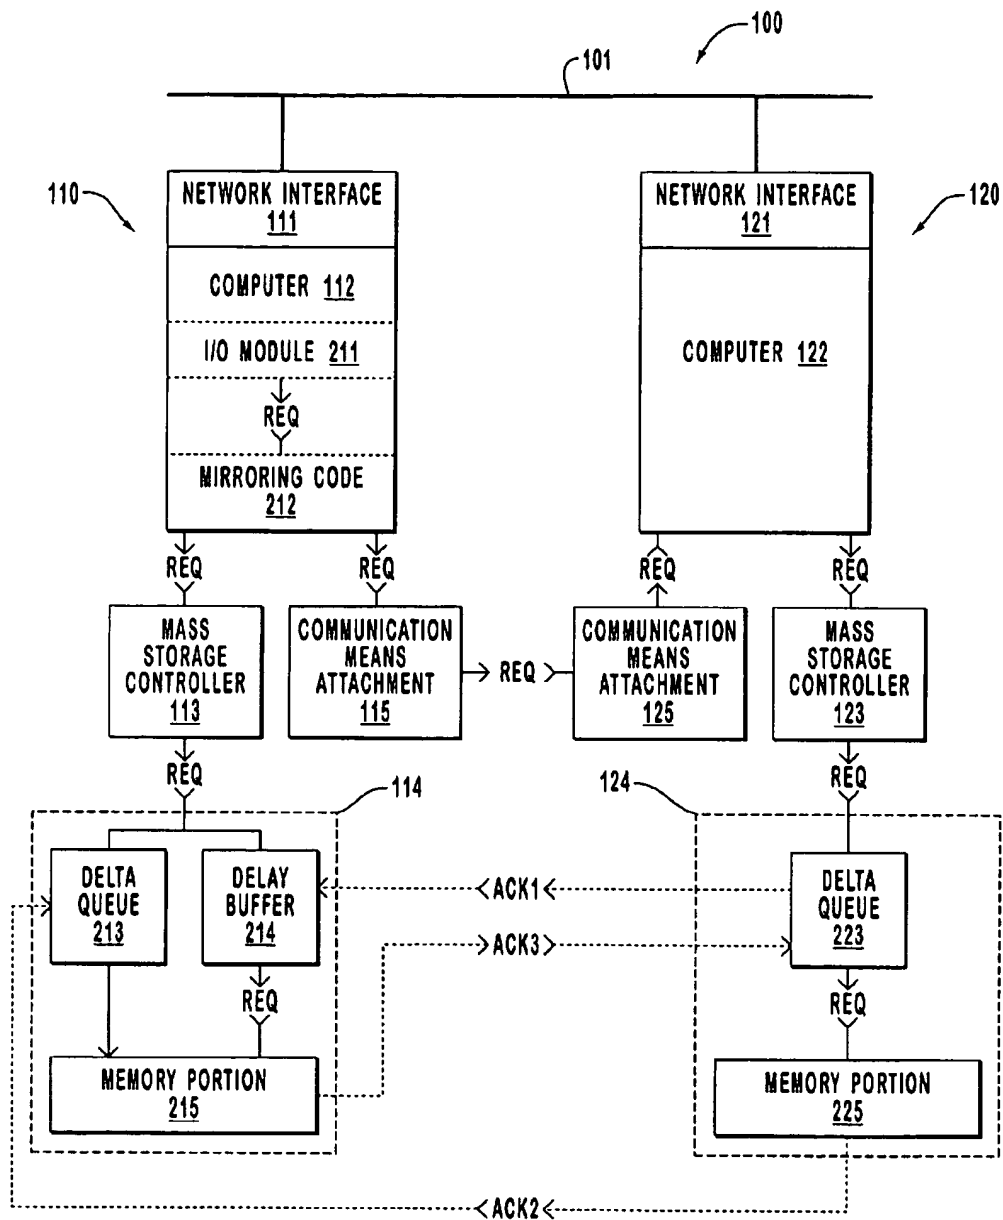 100
101
110
NETWORK INTERFACE
111
COMPUTER 112
I/O MODULE 211
REQ
MIRRORING CODE
212
NETWORK INTERFACE
121
120
COMPUTER 122
REQ
REQ
REQ
REQ
MASS
STORAGE
CONTROLLER
113
COMMUNICATION
MEANS
ATTACHMENT
115
REQ
COMMUNICATION
MEANS
ATTACHMENT
125
MASS
STORAGE
CONTROLLER
123
REQ
REQ
114
124
DELTA
QUEUE
213
DELAY
BUFFER
214
ACK1
ACK3
DELTA
QUEUE
223
REQ
REQ
MEMORY PORTION
215
MEMORY PORTION
225
ACK2